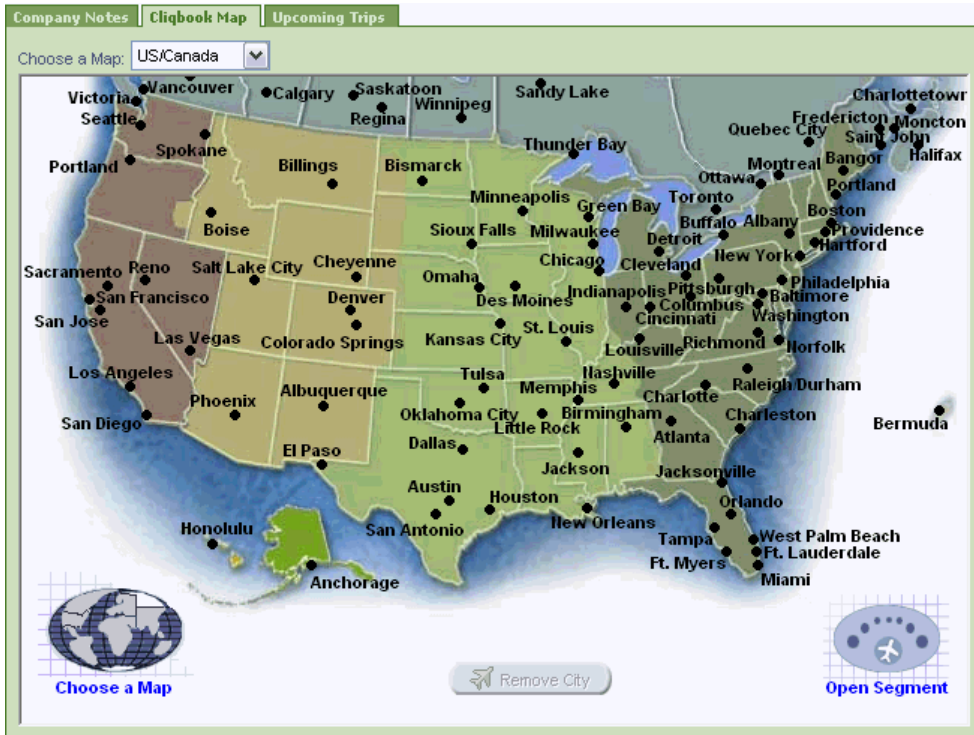 Company Notes
Cliqbook Map
Upcoming Trips
Choose a Map:
US/Canada
Vancouver
Victoria
Seattle
Calgary
Saskatoon
Regina
Winnipeg
Sandy Lake
Charlottetowr
Fredericton
Moncton
Quebec City
Saint John
Halifax
Portland
Spokane
Billings
Bismarck
Thunder Bay
Montreal
Bangor
Ottawa
Portland
Minneapolis
Green Bay
Toronto
Boise
Sioux Falls
Milwaukee
Buffalo
Albany
Boston
Detroit
Providence
Hartford
Sacramento
Reno
Salt Lake City
Cheyenne
Chicago
Cleveland
New York
Omaha
San Francisco
Denver
Des Moines
Indianapolis
Pittsburgh
Philadelphia
Baltimore
Columbus
San Jose
Cincinnati
Washington
Las Vegas
Colorado Springs
Kansas City
St. Louis
Louisville
Richmond
Norfolk
Los Angeles
Tulsa
Nashville
Phoenix
Albuquerque
Memphis
Charlotte
Raleigh/Durham
San Diego
Oklahoma City
Little Rock
Birmingham
Charleston
Bermuda
El Paso
Dallas
Atlanta
Jackson
Jacksonville
Austin
Houston
Orlando
Honolulu
San Antonio
New Orleans
Tampa
West Palm Beach
Ft. Lauderdale
Ft. Myers
Miami
Anchorage
Choose a Map
Remove City
Open Segment